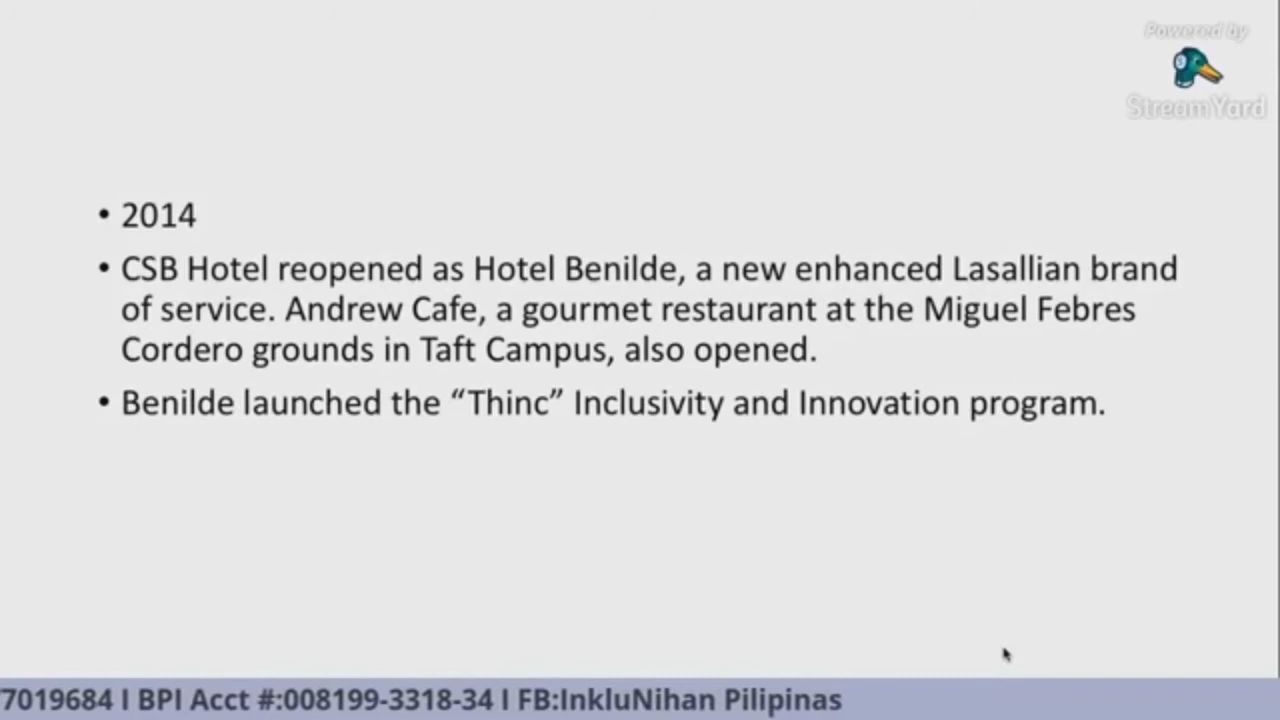 Powered by
StreamYard
• 2014
• CSB Hotel reopened as Hotel Benilde, a new enhanced Lasallian brand
of service. Andrew Cafe, a gourmet restaurant at the Miguel Febres
Cordero grounds in Taft Campus, also opened.
• Benilde launched the “Thinc” Inclusivity and Innovation program.
7019684 I BPI Acct #:008199-3318-34 I FB:InkluNihan Pilipinas